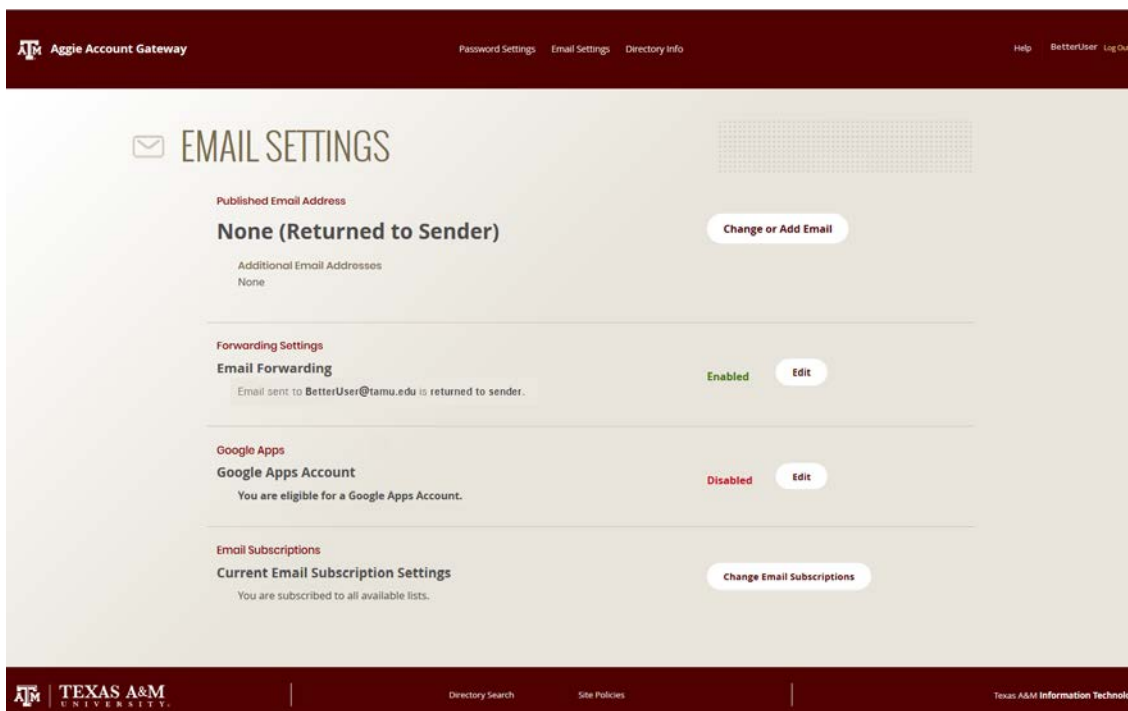 Aggie Account Gateway
Password Settings Email Settings Directory Info
Help BetterUser Log Ou
EMAIL SETTINGS
Published Email Address
None (Returned to Sender)
Change or Add Email
Additional Email Addresses
None
Forwarding Settings
Email Forwarding
Enabled Edit
Email sent to BetterUser@tamu.edu is returned to sender.
Google Apps
Google Apps Account
Disabled Edit
You are eligible for a Google Apps Account.
Email Subscriptions
Current Email Subscription Settings
Change Email Subscriptions
You are subscribed to all available lists.
ATM TEXAS A&M
UNIVERSITY.
Directory Search Site Policies
Texas A&M Information Technolo